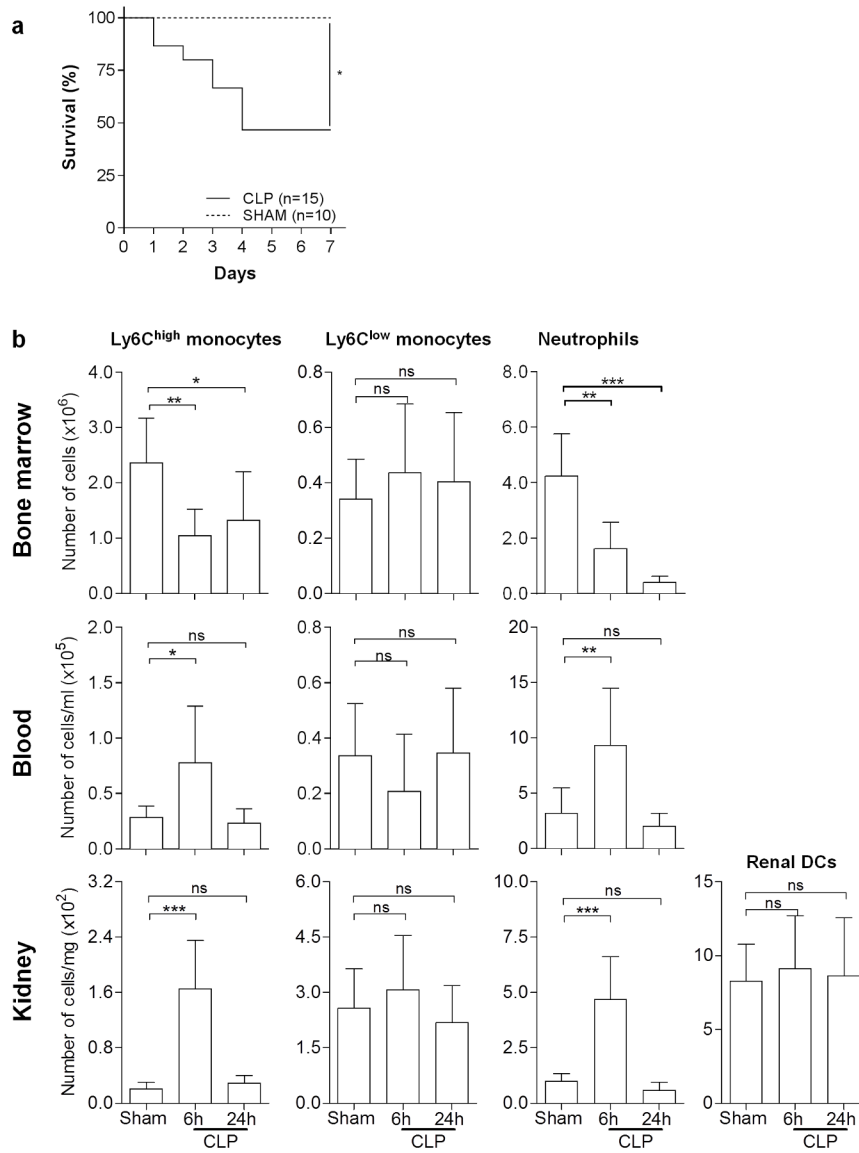 a
100
75
50
25
0
Survival (%)
*
CLP (n=15)
SHAM (n=10)
0 1 2 3 4 5 6 7
Days
b
Ly6Chigh monocytes
Ly6Clow monocytes
Neutrophils
Bone marrow
Number of cells (x10⁶)
4.0
3.0
2.0
1.0
0.0
*
**
0.8
0.6
0.4
0.2
0.0
ns
ns
8.0
6.0
4.0
2.0
0.0
***
**
Blood
Number of cells/ml (x10⁵)
2.0
1.5
1.0
0.5
0.0
ns
*
0.8
0.6
0.4
0.2
0.0
ns
ns
20
15
10
5
0
ns
**
Kidney
Number of cells/mg (x10²)
3.2
2.4
1.6
0.8
0.0
ns
***
Sham 6h 24h
CLP
6.0
4.5
3.0
1.5
0.0
ns
ns
Sham 6h 24h
CLP
10.0
7.5
5.0
2.5
0.0
ns
***
Sham 6h 24h
CLP
Renal DCs
15
10
5
0
ns
ns
Sham 6h 24h
CLP